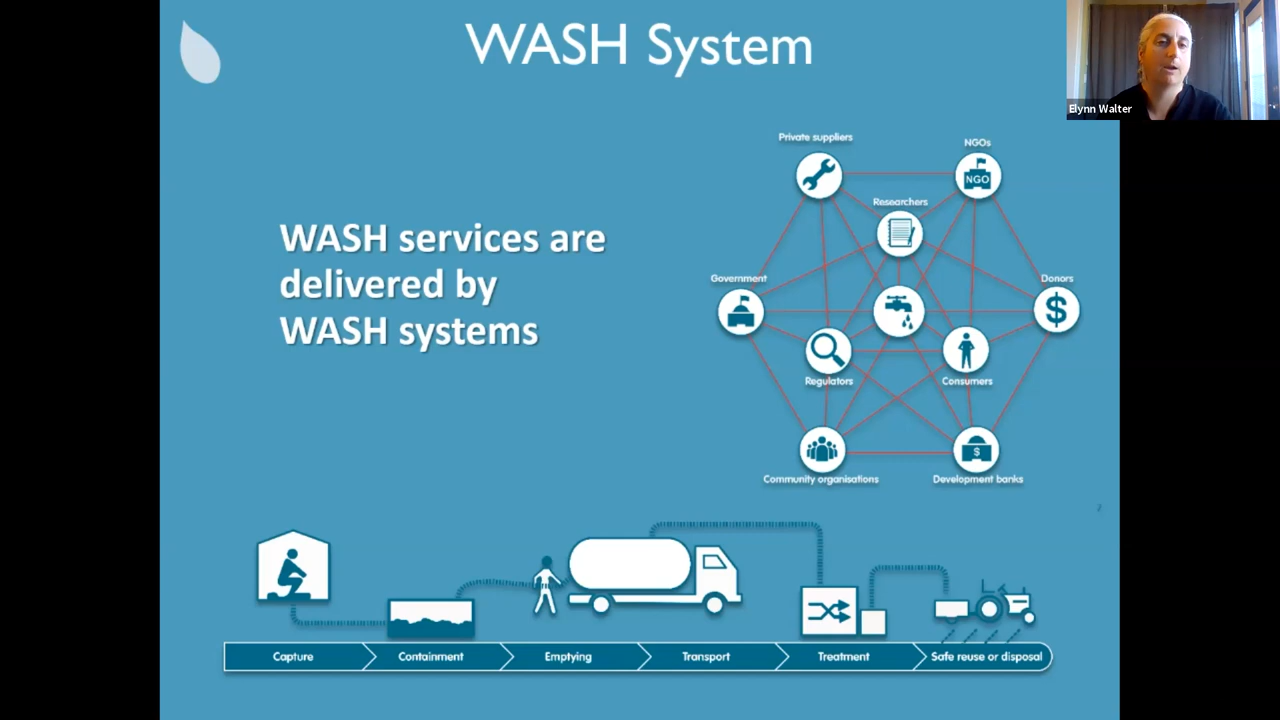 WASH System
Elynn Walter
WASH services are
delivered by
WASH systems
Private suppliers
NGOs
NGO
Researchers
Government
Donors
$
Regulators
Consumers
$
Community organisations
Development banks
Capture
Containment
Emptying
Transport
Treatment
Safe reuse or disposal